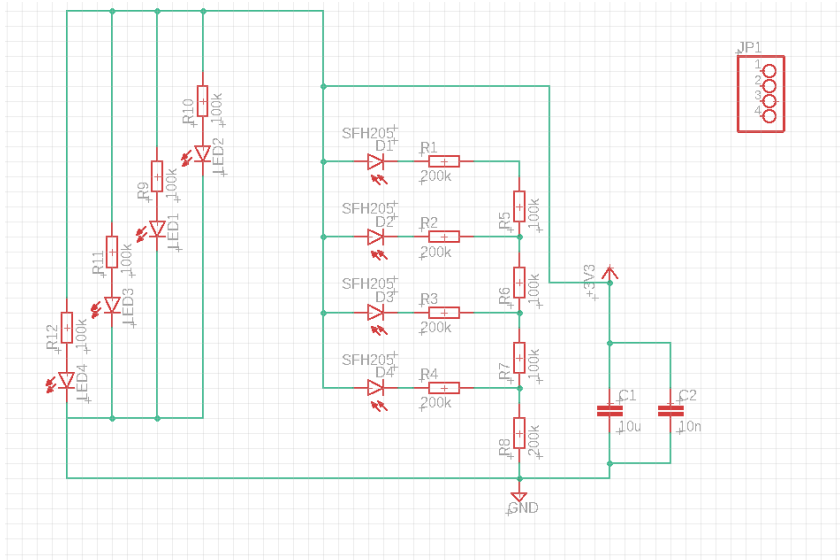 JP1
1
2
3
4
R10
100k
LED2
R9
100k
LED1
R11
100k
LED3
R12
100k
LED4
SFH205
D1
R1
200k
SFH205
D2
R2
200k
SFH205
D3
R3
200k
SFH205
D4
R4
200k
R5
100k
R6
100k
R7
100k
R8
200k
GND
+3V3
C1
10u
C2
10n